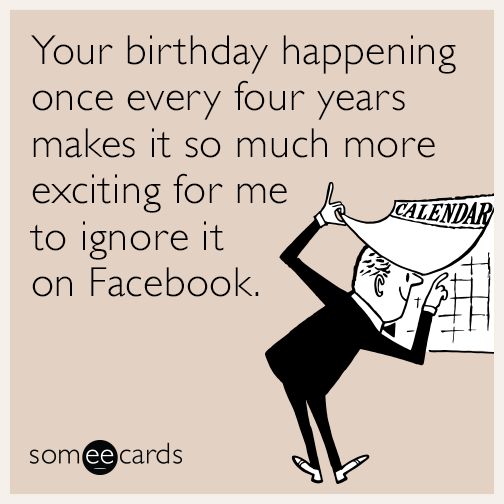 Your birthday happening
once every four years
makes it so much more
exciting for me
to ignore it
on Facebook.
CALENDAR
someecards